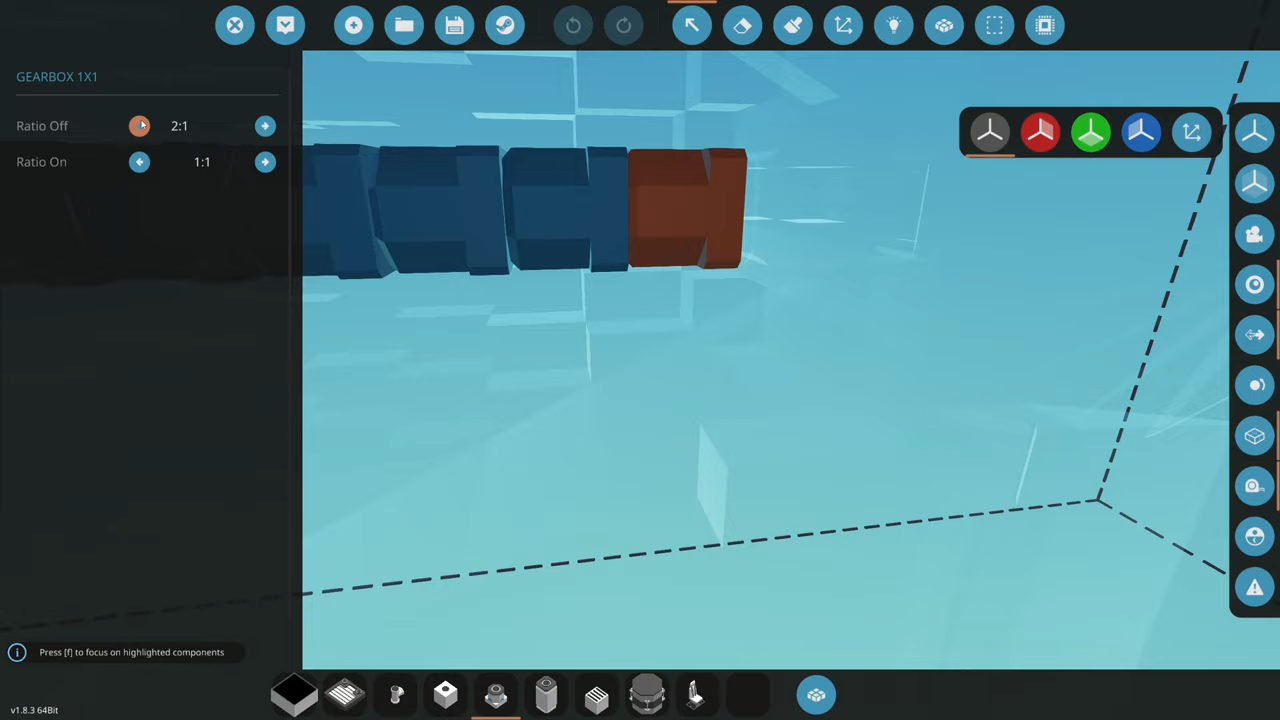 GEARBOX 1X1
Ratio Off 2:1
Ratio On 1:1
Press [f] to focus on highlighted components
v1.8.3 64Bit